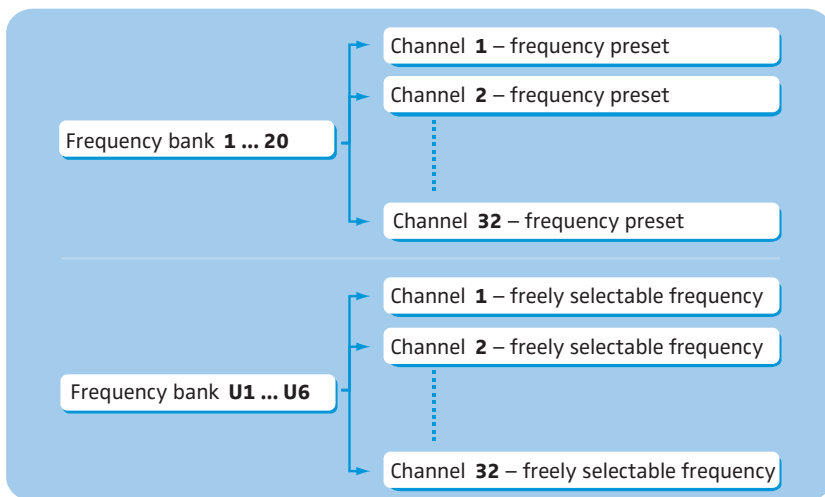 Channel 1 – frequency preset
Channel 2 – frequency preset
Frequency bank 1 ... 20
Channel 32 – frequency preset
Channel 1 – freely selectable frequency
Channel 2 – freely selectable frequency
Frequency bank U1 ... U6
Channel 32 – freely selectable frequency